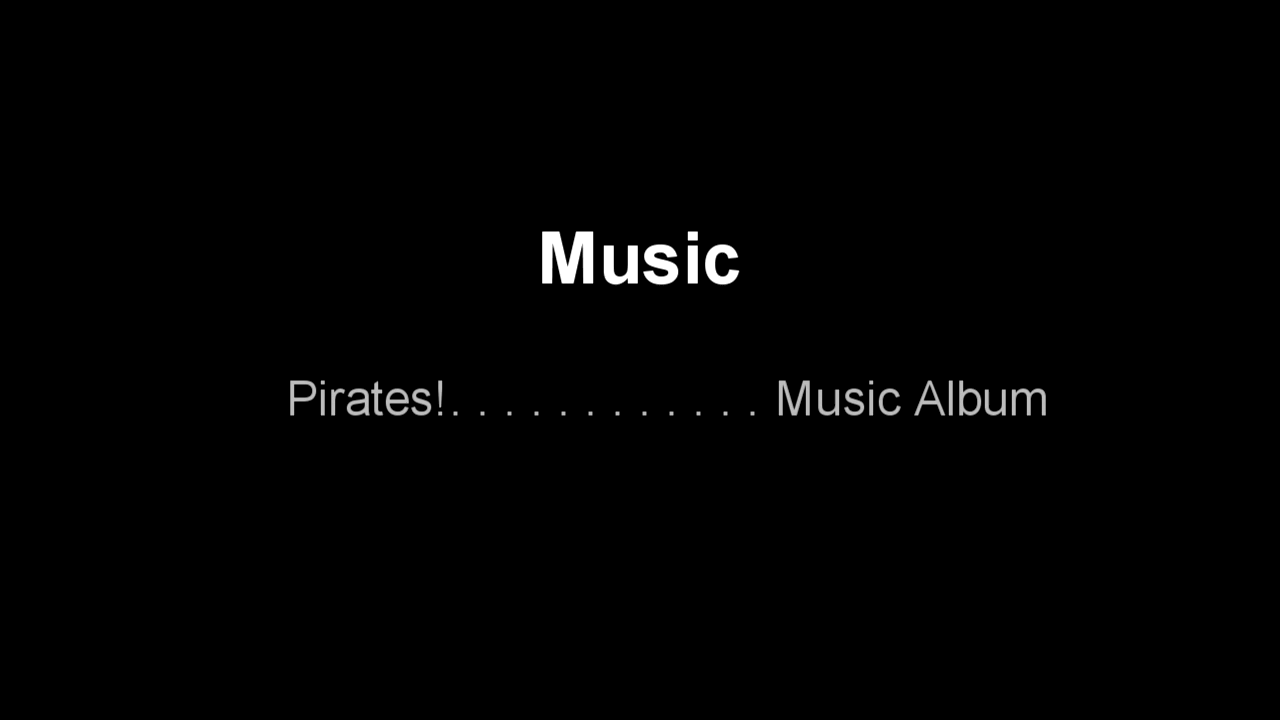 Music
Pirates!. . . . . . . . . . . . Music Album